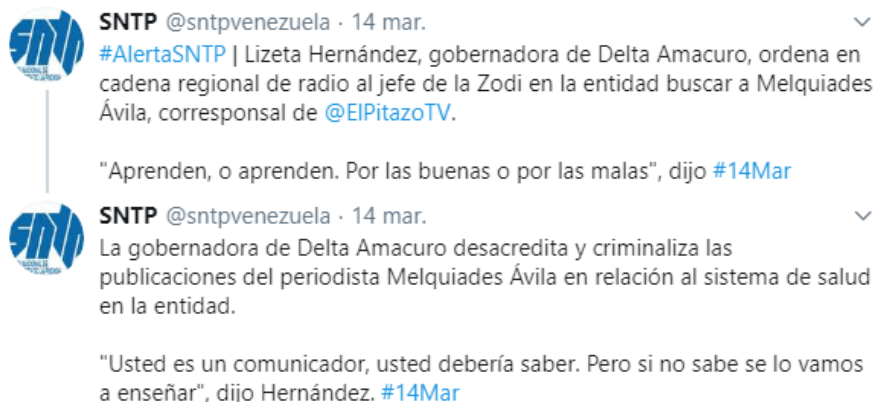 SNTP @sntpvenezuela · 14 mar.
#AlertaSNTP | Lizeta Hernández, gobernadora de Delta Amacuro, ordena en
cadena regional de radio al jefe de la Zodi en la entidad buscar a Melquiades
Ávila, corresponsal de @ElPitazoTV.
"Aprenden, o aprenden. Por las buenas o por las malas", dijo #14Mar
SNTP @sntpvenezuela · 14 mar.
La gobernadora de Delta Amacuro desacredita y criminaliza las
publicaciones del periodista Melquiades Ávila en relación al sistema de salud
en la entidad.
"Usted es un comunicador, usted debería saber. Pero si no sabe se lo vamos
a enseñar", dijo Hernández. #14Mar